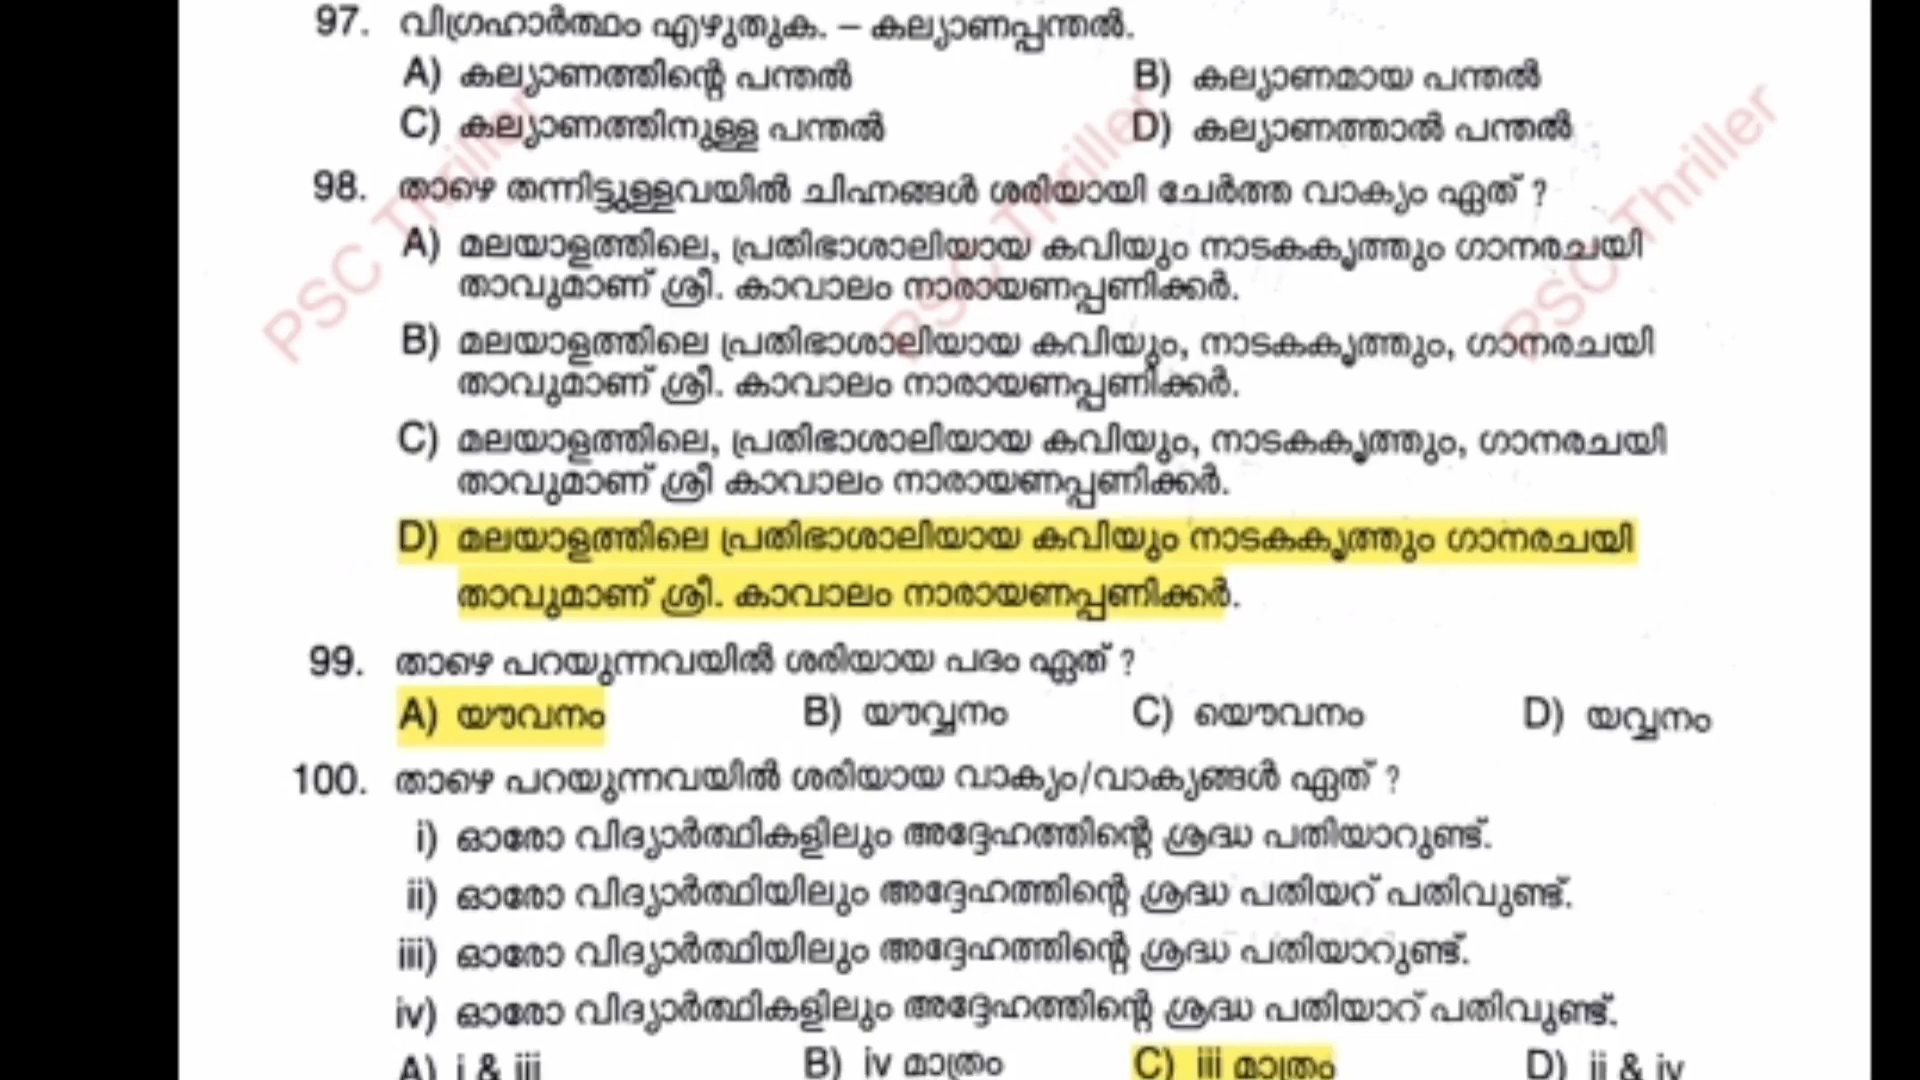 97. വിഗ്രഹാർത്ഥം എഴുതുക. – കല്യാണപ്പന്തൽ.
A) കല്യാണത്തിന്റെ പന്തൽ B) കല്യാണമായ പന്തൽ
C) കല്യാണത്തിനുള്ള പന്തൽ D) കല്യാണത്താൽ പന്തൽ
98. താഴെ തന്നിട്ടുള്ളവയിൽ ചിഹ്നങ്ങൾ ശരിയായി ചേർത്ത വാക്യം ഏത് ?
A) മലയാളത്തിലെ, പ്രതിഭാശാലിയായ കവിയും നാടകകൃത്തും ഗാനരചയി
താവുമാണ് ശ്രീ. കാവാലം നാരായണപ്പണിക്കർ.
B) മലയാളത്തിലെ പ്രതിഭാശാലിയായ കവിയും, നാടകകൃത്തും, ഗാനരചയി
താവുമാണ് ശ്രീ. കാവാലം നാരായണപ്പണിക്കർ.
C) മലയാളത്തിലെ, പ്രതിഭാശാലിയായ കവിയും, നാടകകൃത്തും, ഗാനരചയി
താവുമാണ് ശ്രീ കാവാലം നാരായണപ്പണിക്കർ.
D) മലയാളത്തിലെ പ്രതിഭാശാലിയായ കവിയും നാടകകൃത്തും ഗാനരചയി
താവുമാണ് ശ്രീ. കാവാലം നാരായണപ്പണിക്കർ.
99. താഴെ പറയുന്നവയിൽ ശരിയായ പദം ഏത് ?
A) യൗവനം B) യൗവ്വനം C) യൌവനം D) യവ്വനം
100. താഴെ പറയുന്നവയിൽ ശരിയായ വാക്യം/വാക്യങ്ങൾ ഏത് ?
i) ഓരോ വിദ്യാർത്ഥികളിലും അദ്ദേഹത്തിന്റെ ശ്രദ്ധ പതിയാറുണ്ട്.
ii) ഓരോ വിദ്യാർത്ഥിയിലും അദ്ദേഹത്തിന്റെ ശ്രദ്ധ പതിയറ് പതിവുണ്ട്.
iii) ഓരോ വിദ്യാർത്ഥിയിലും അദ്ദേഹത്തിന്റെ ശ്രദ്ധ പതിയാറുണ്ട്.
iv) ഓരോ വിദ്യാർത്ഥികളിലും അദ്ദേഹത്തിന്റെ ശ്രദ്ധ പതിയാറ് പതിവുണ്ട്.
A) i & iii B) iv മാത്രം C) iii മാത്രം D) ii & iv
PSC Thriller
PSC Thriller
PSC Thriller